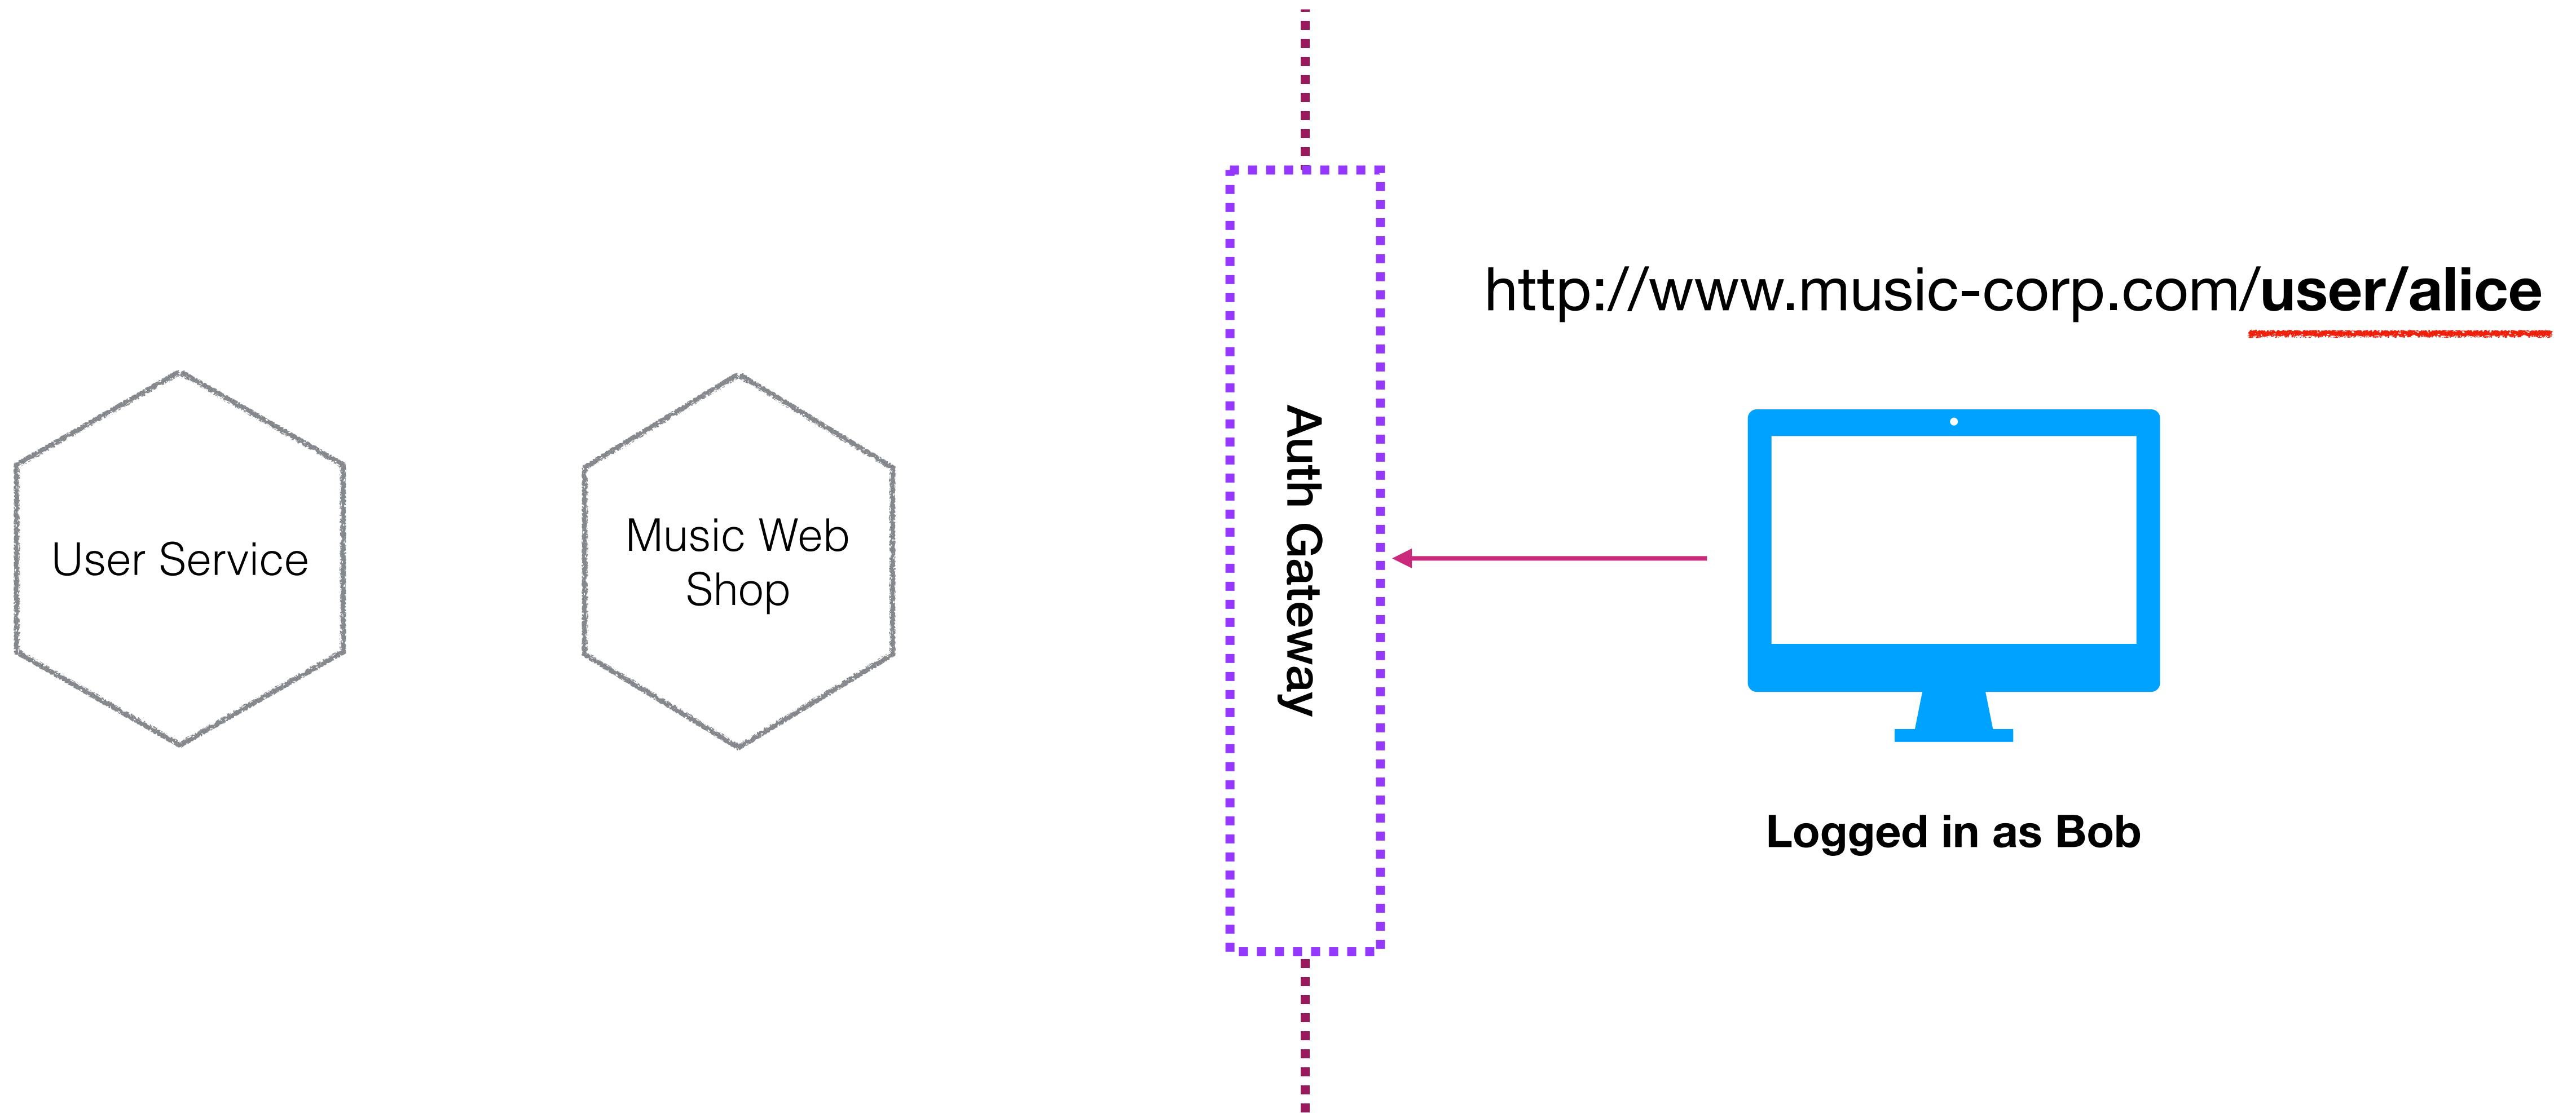 User Service
Music Web
Shop
Auth Gateway
http://www.music-corp.com/user/alice
Logged in as Bob